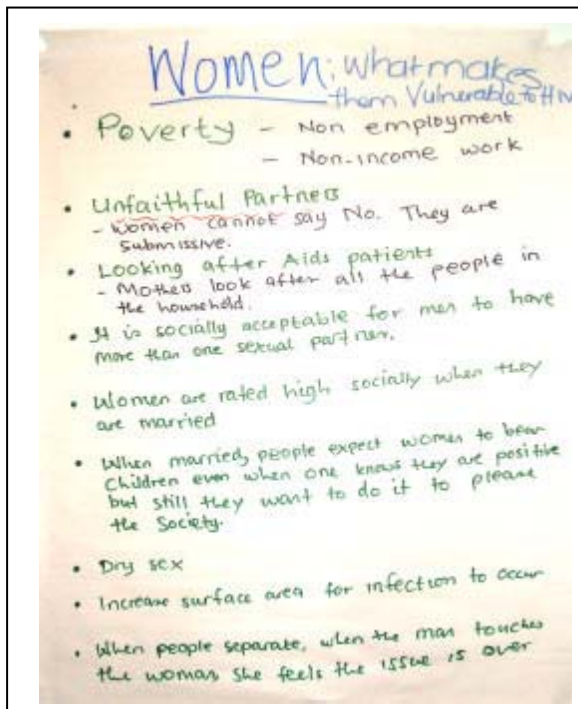 Women: What makes
them Vulnerable to HIV
• Poverty - Non employment
- Non-income work
• Unfaithful Partners
- Women cannot say No. They are
submissive.
• Looking after Aids patients
- Mothers look after all the people in
the household.
• It is socially acceptable for men to have
more than one sexual partner.
• Women are rated high socially when they
are married
• When married, people expect women to bear
Children even when one knows they are positive
but still they want to do it to please
the Society.
• Dry sex
• Increase surface area for infection to occur
• When people separate, when the man touches
the woman she feels the issue is over